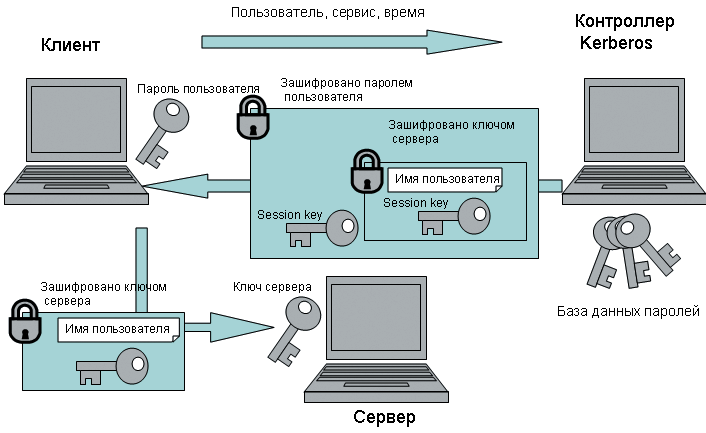 Пользователь, сервис, время
Клиент
Контроллер
Kerberos
Пароль пользователя
Зашифровано паролем
пользователя
Зашифровано ключом
сервера
Имя пользователя
Session key
Session key
Зашифровано ключом
сервера
Имя пользователя
Ключ сервера
База данных паролей
Сервер